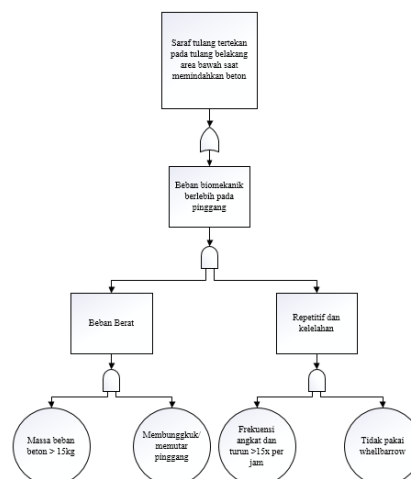 Saraf tulang tertekan
pada tulang belakang
area bawah saat
memindahkan beton
Beban biomekanik
berlebih pada
pinggang
Beban Berat
Repetitif dan
kelelahan
Massa beban
beton > 15kg
Membunggkuk/
memutar
pinggang
Frekuensi
angkat dan
turun >15x per
jam
Tidak pakai
whellbarrow